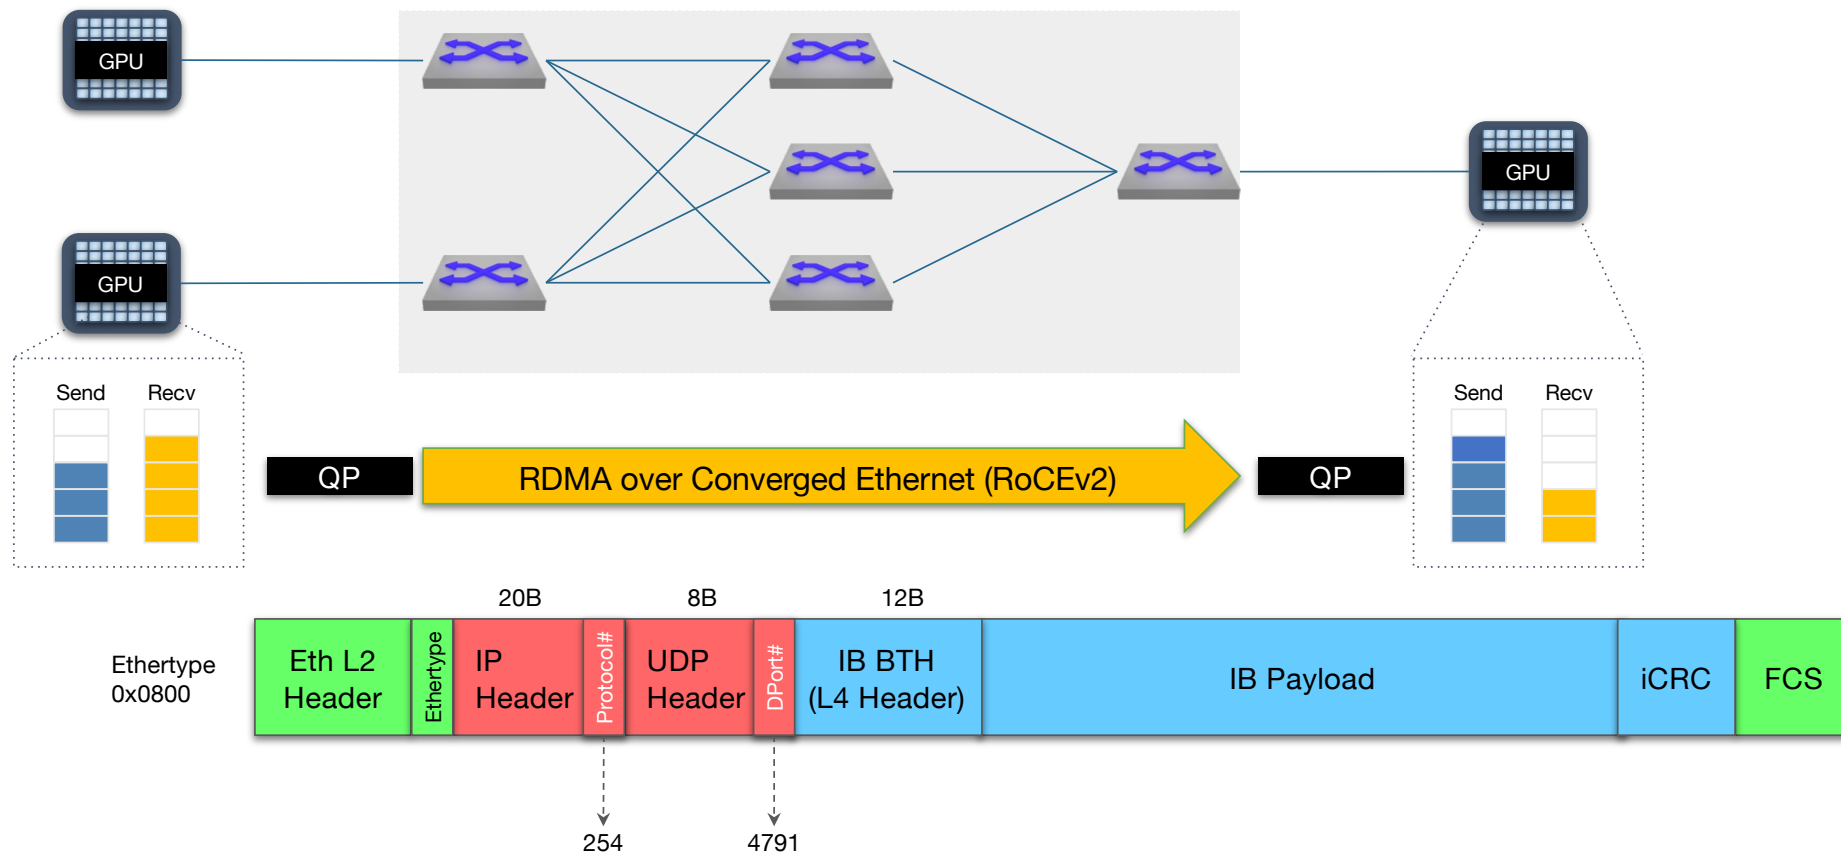 GPU
GPU
GPU
Send Recv
Send Recv
QP
RDMA over Converged Ethernet (RoCEv2)
QP
20B
8B
12B
Ethertype
0x0800
Eth L2
Header
Ethertype
IP
Header
Protocol#
UDP
Header
DPort#
IB BTH
(L4 Header)
IB Payload
iCRC
FCS
254
4791